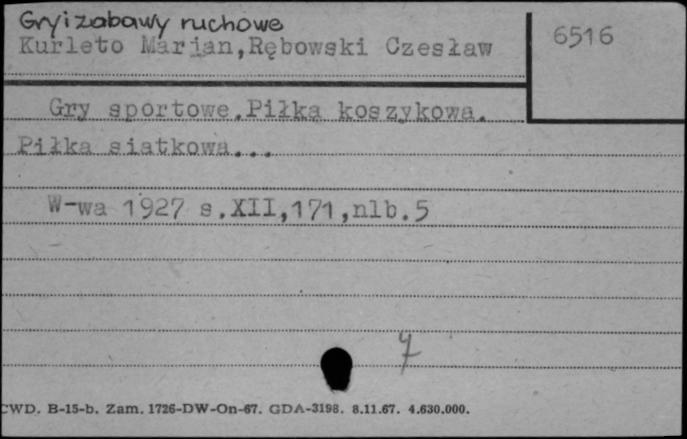 Gry i zabawy ruchowe
Kurleto Marian,Rębowski Czesław
6516
Gry sportowe.Piłka koszykowa.
Piłka siatkowa...
W-wa 1927 s.XII,171,nlb.5
7
CWD. B-15-b. Zam. 1726-DW-On-67. GDA-3198. 8.11.67. 4.630.000.